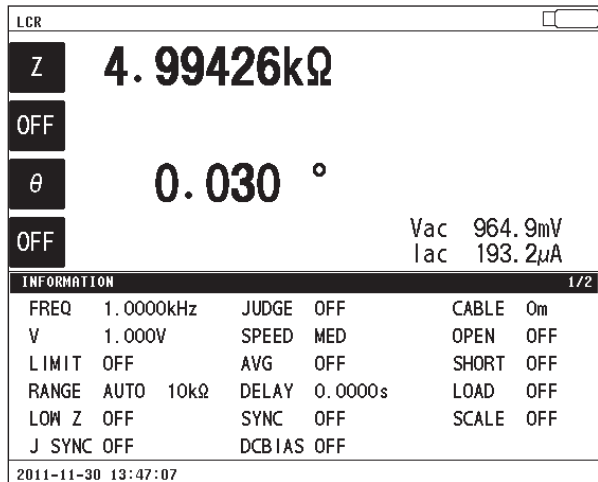 LCR
Z 4.99426kΩ
OFF
θ 0.030 °
OFF
Vac 964.9mV
Iac 193.2μA
INFORMATION 1/2
FREQ 1.0000kHz JUDGE OFF CABLE 0m
V 1.000V SPEED MED OPEN OFF
LIMIT OFF AVG OFF SHORT OFF
RANGE AUTO 10kΩ DELAY 0.0000s LOAD OFF
LOW Z OFF SYNC OFF SCALE OFF
J SYNC OFF DCBIAS OFF
2011-11-30 13:47:07